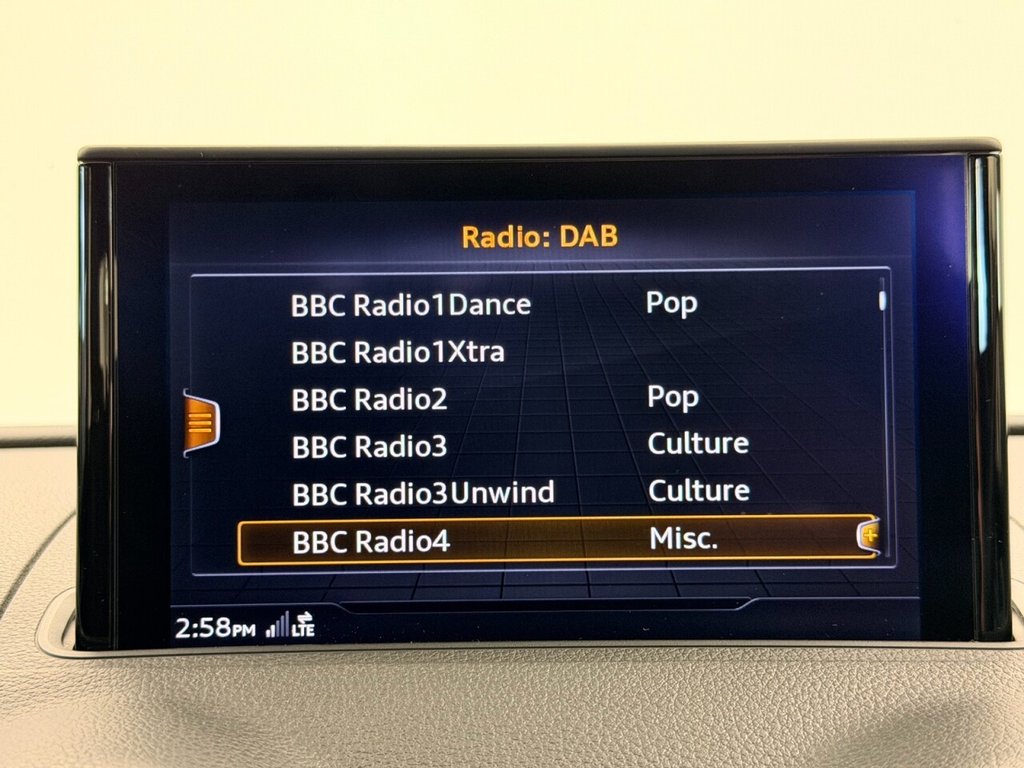 Radio: DAB
BBC Radio1Dance Pop
BBC Radio1Xtra
BBC Radio2 Pop
BBC Radio3 Culture
BBC Radio3Unwind Culture
BBC Radio4 Misc.
2:58PM LTE